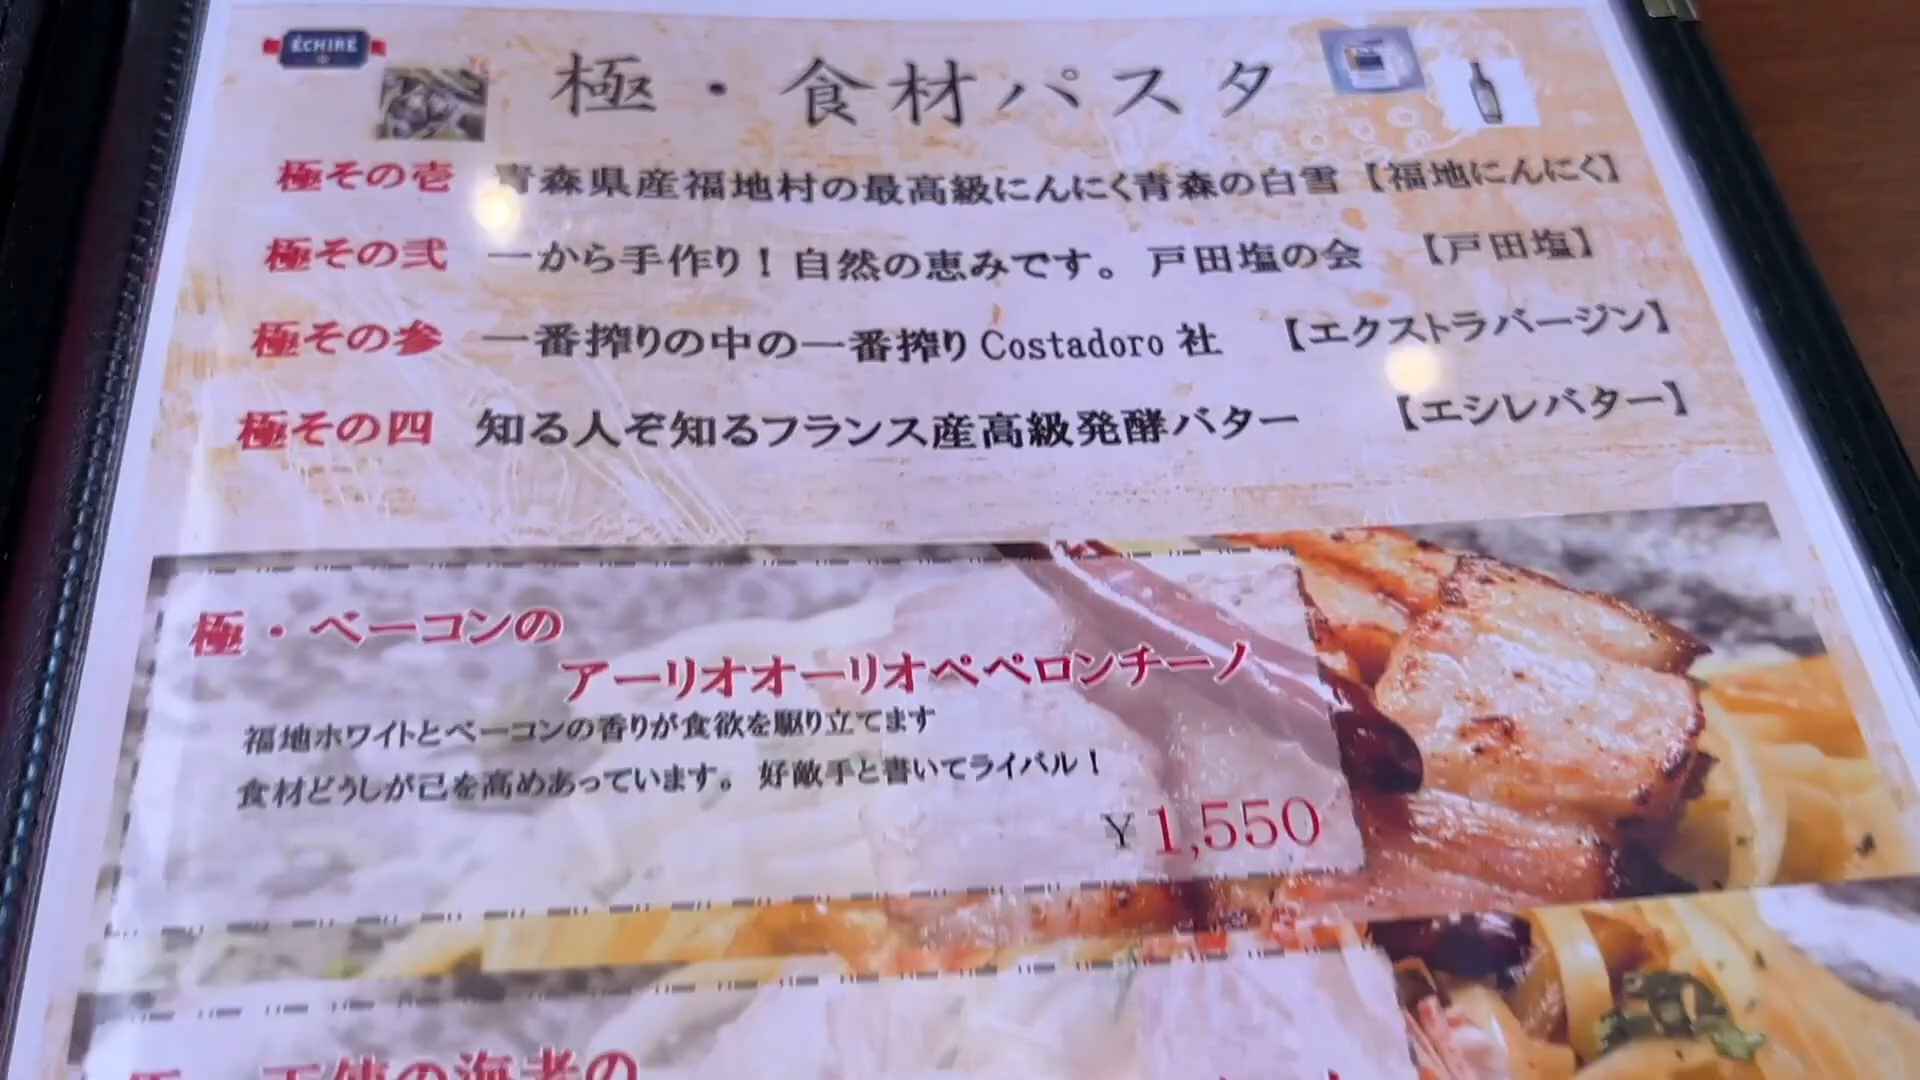 ÉCHIRÉ
極・食材パスタ
極その壱 青森県産福地村の最高級にんにく青森の白雪 【福地にんにく】
極その弐 一から手作り！自然の恵みです。戸田塩の会 【戸田塩】
極その参 一番搾りの中の一番搾り Costadoro 社 【エクストラバージン】
極その四 知る人ぞ知るフランス産高級発酵バター 【エシレバター】
極・ベーコンの
アーリオオーリオペペロンチーノ
福地ホワイトとベーコンの香りが食欲を駆り立てます
食材どうしが己を高めあっています。好敵手と書いてライバル！
￥1,550
天使の海老の